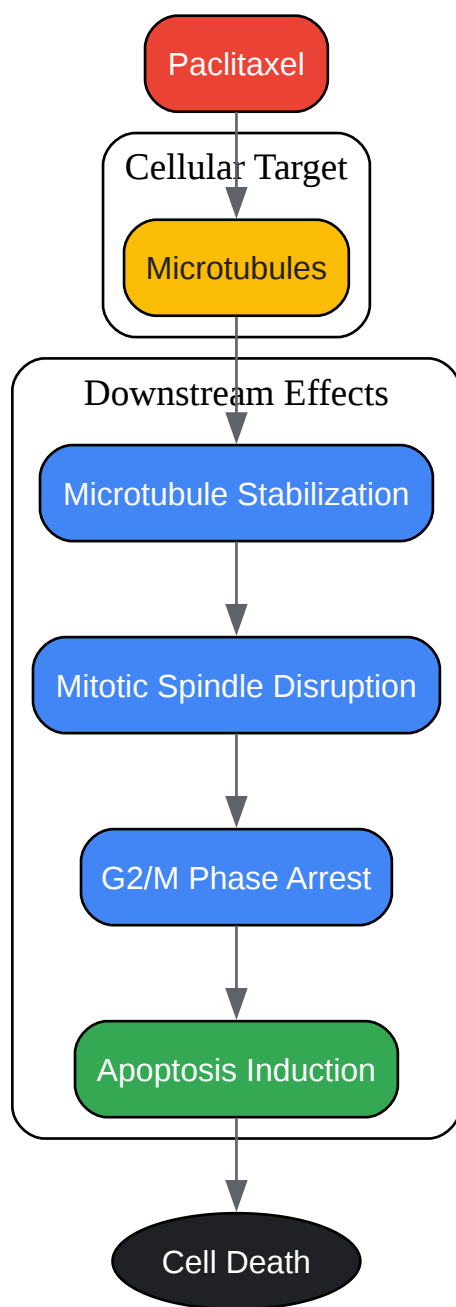 Paclitaxel
Cellular Target
Microtubules
Downstream Effects
Microtubule Stabilization
Mitotic Spindle Disruption
G2/M Phase Arrest
Apoptosis Induction
Cell Death